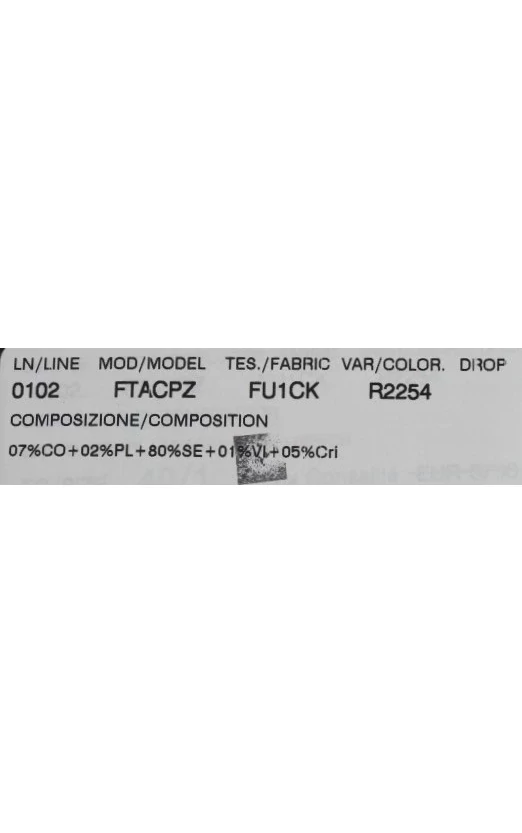 LN/LINE MOD/MODEL TES./FABRIC VAR/COLOR. DROP
0102 FTACPZ FU1CK R2254
COMPOSIZIONE/COMPOSITION
07%CO+02%PL+80%SE+01%VI+05%Cri